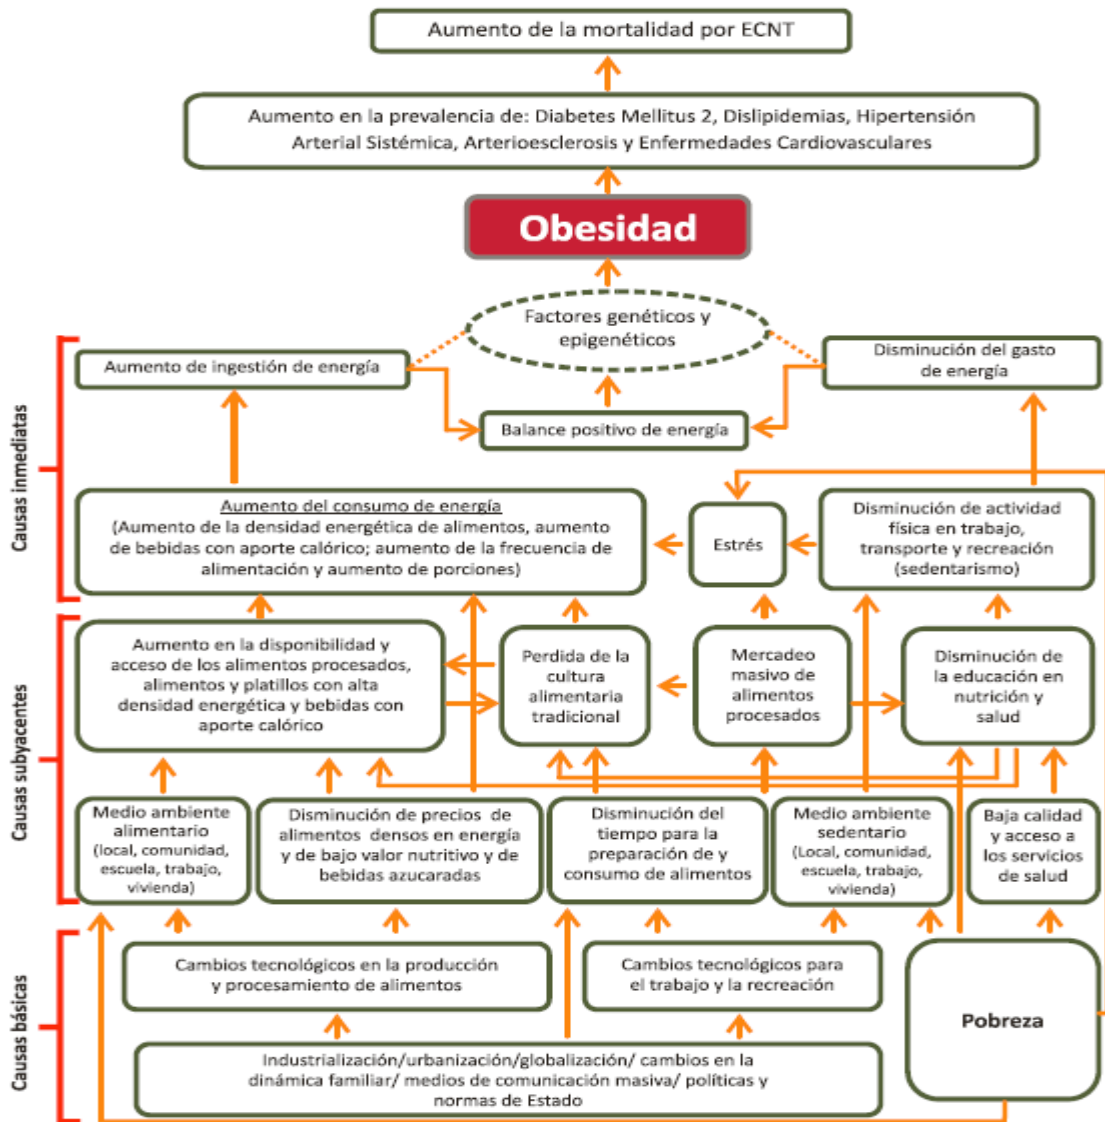 Aumento de la mortalidad por ECNT
Aumento en la prevalencia de: Diabetes Mellitus 2, Dislipidemias, Hipertensión
Arterial Sistémica, Arterioesclerosis y Enfermedades Cardiovasculares
Obesidad
Factores genéticos y
epigenéticos
Causas inmediatas
Aumento de ingestión de energía
Disminución del gasto
de energía
Balance positivo de energía
Aumento del consumo de energía
(Aumento de la densidad energética de alimentos, aumento
de bebidas con aporte calórico; aumento de la frecuencia de
alimentación y aumento de porciones)
Estrés
Disminución de actividad
física en trabajo,
transporte y recreación
(sedentarismo)
Causas subyacentes
Aumento en la disponibilidad y
acceso de los alimentos procesados,
alimentos y platillos con alta
densidad energética y bebidas con
aporte calórico
Perdida de la
cultura
alimentaria
tradicional
Mercadeo
masivo de
alimentos
procesados
Disminución de
la educación en
nutrición y
salud
Medio ambiente
alimentario
(local, comunidad,
escuela, trabajo,
vivienda)
Disminución de precios de
alimentos densos en energía
y de bajo valor nutritivo y de
bebidas azucaradas
Disminución del
tiempo para la
preparación de y
consumo de alimentos
Medio ambiente
sedentario
(Local, comunidad,
escuela, trabajo,
vivienda)
Baja calidad
y acceso a
los servicios
de salud
Causas básicas
Cambios tecnológicos en la producción
y procesamiento de alimentos
Cambios tecnológicos para
el trabajo y la recreación
Pobreza
Industrialización/urbanización/globalización/ cambios en la
dinámica familiar/ medios de comunicación masiva/ políticas y
normas de Estado